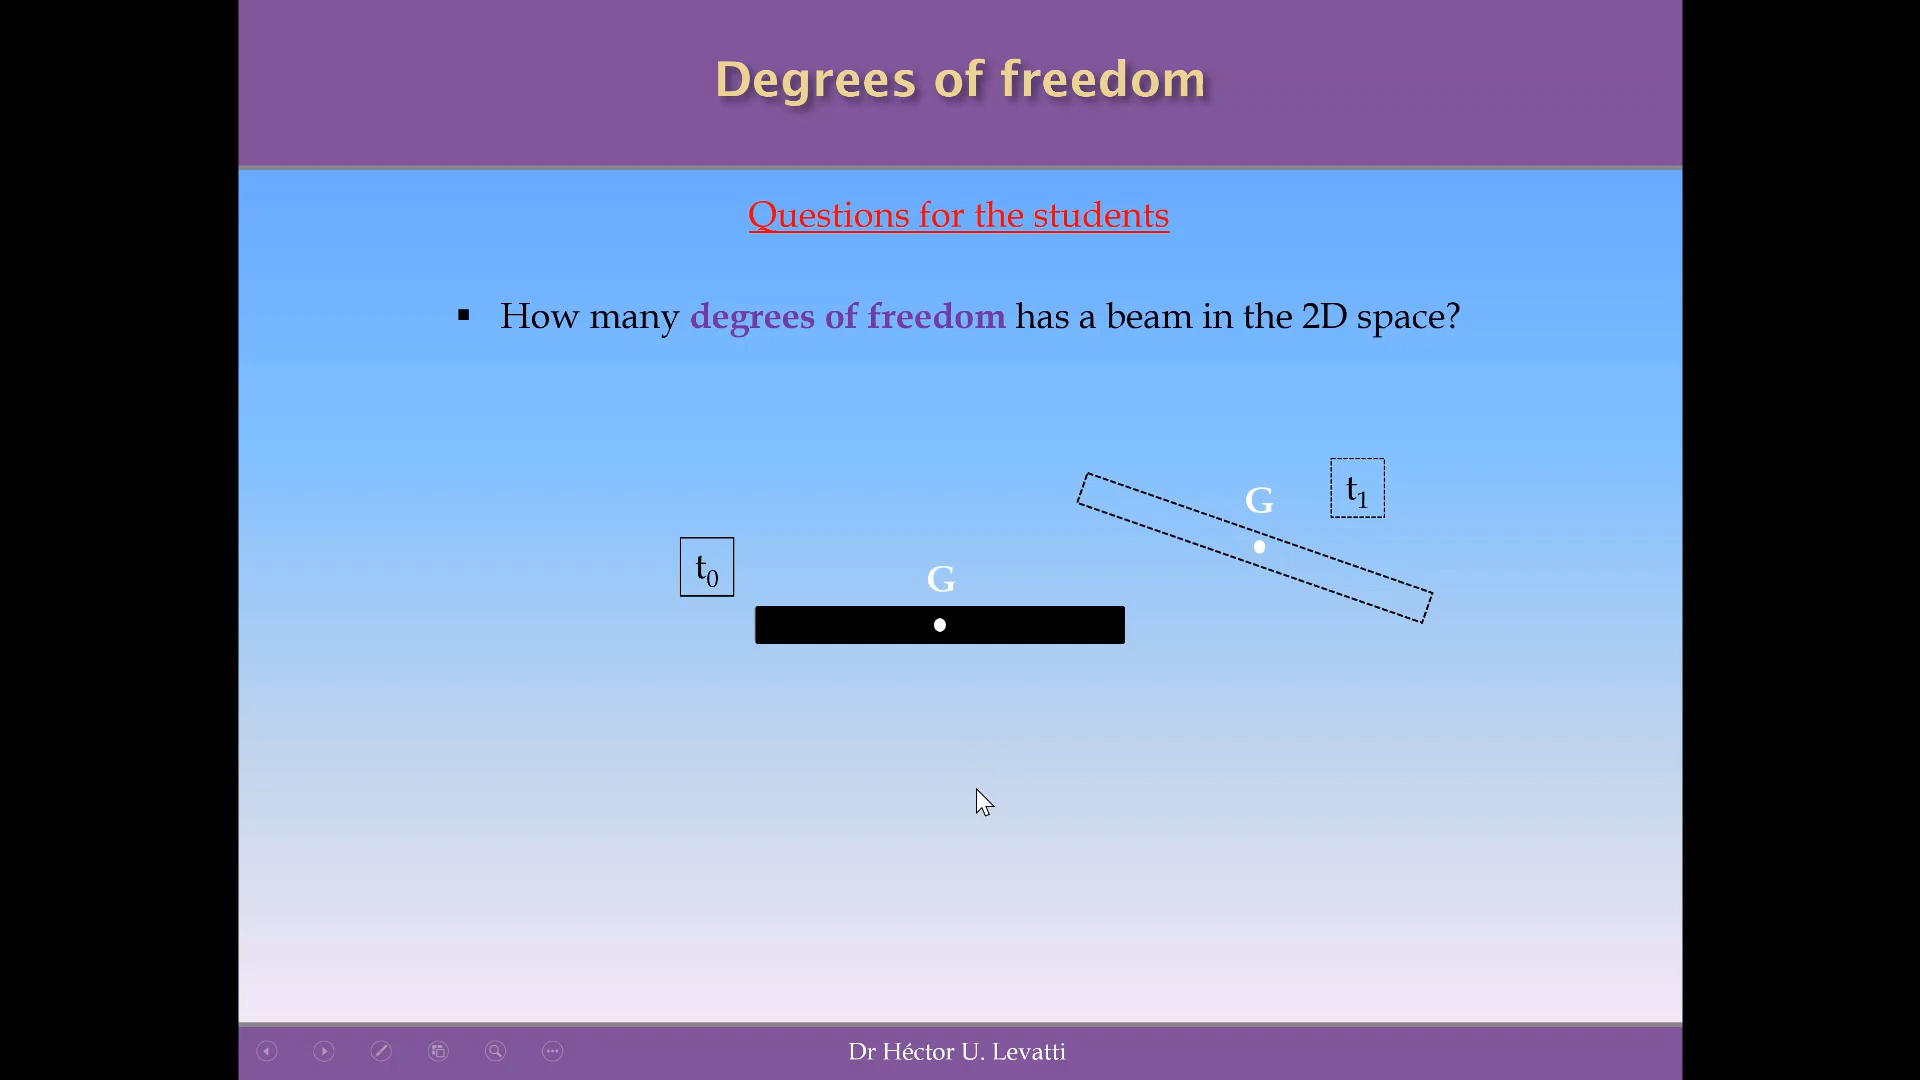 Degrees of freedom
Questions for the students
▪ How many degrees of freedom has a beam in the 2D space?
G
t₁
t₀
G
Dr Héctor U. Levatti